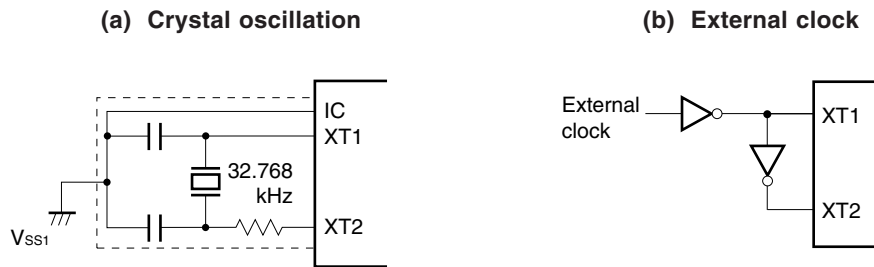 (a) Crystal oscillation
IC
XT1
32.768
kHz
XT2
VSS1
(b) External clock
External
clock
XT1
XT2